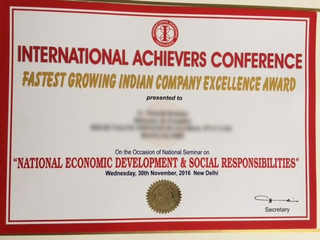 INTERNATIONAL ACHIEVERS CONFERENCE
FASTEST GROWING INDIAN COMPANY EXCELLENCE AWARD
presented to
On the Occasion of National Seminar on
"NATIONAL ECONOMIC DEVELOPMENT & SOCIAL RESPONSIBILITIES"
Wednesday, 30th November, 2016 New Delhi
Secretary